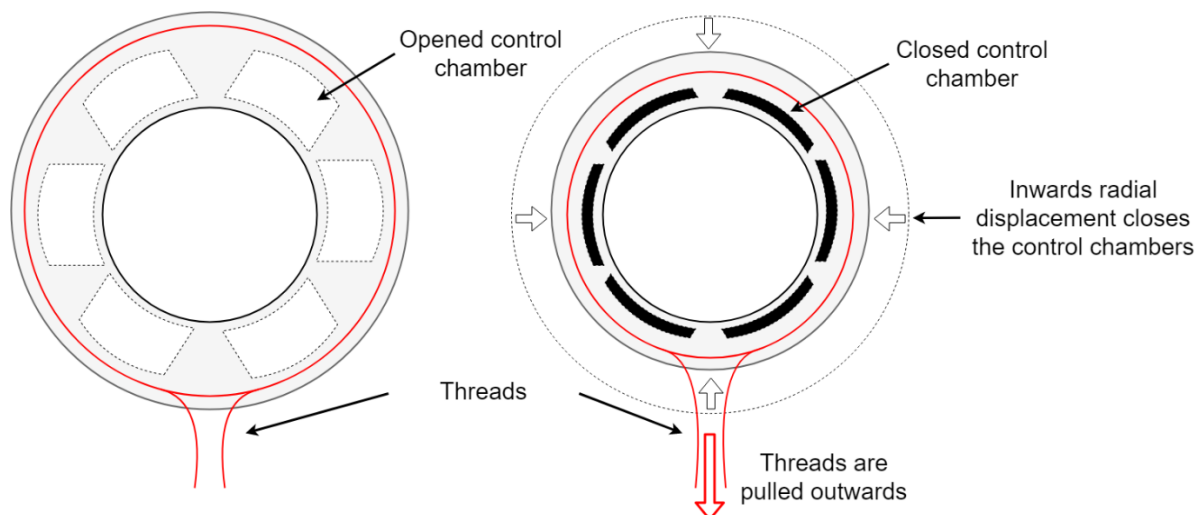 Opened control
chamber
Closed control
chamber
Inwards radial
displacement closes
the control chambers
Threads
Threads are
pulled outwards